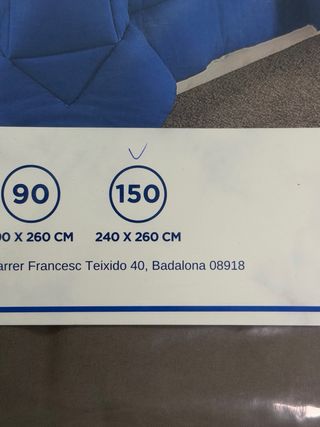 90 150
0 X 260 CM 240 X 260 CM
arrer Francesc Teixido 40, Badalona 08918